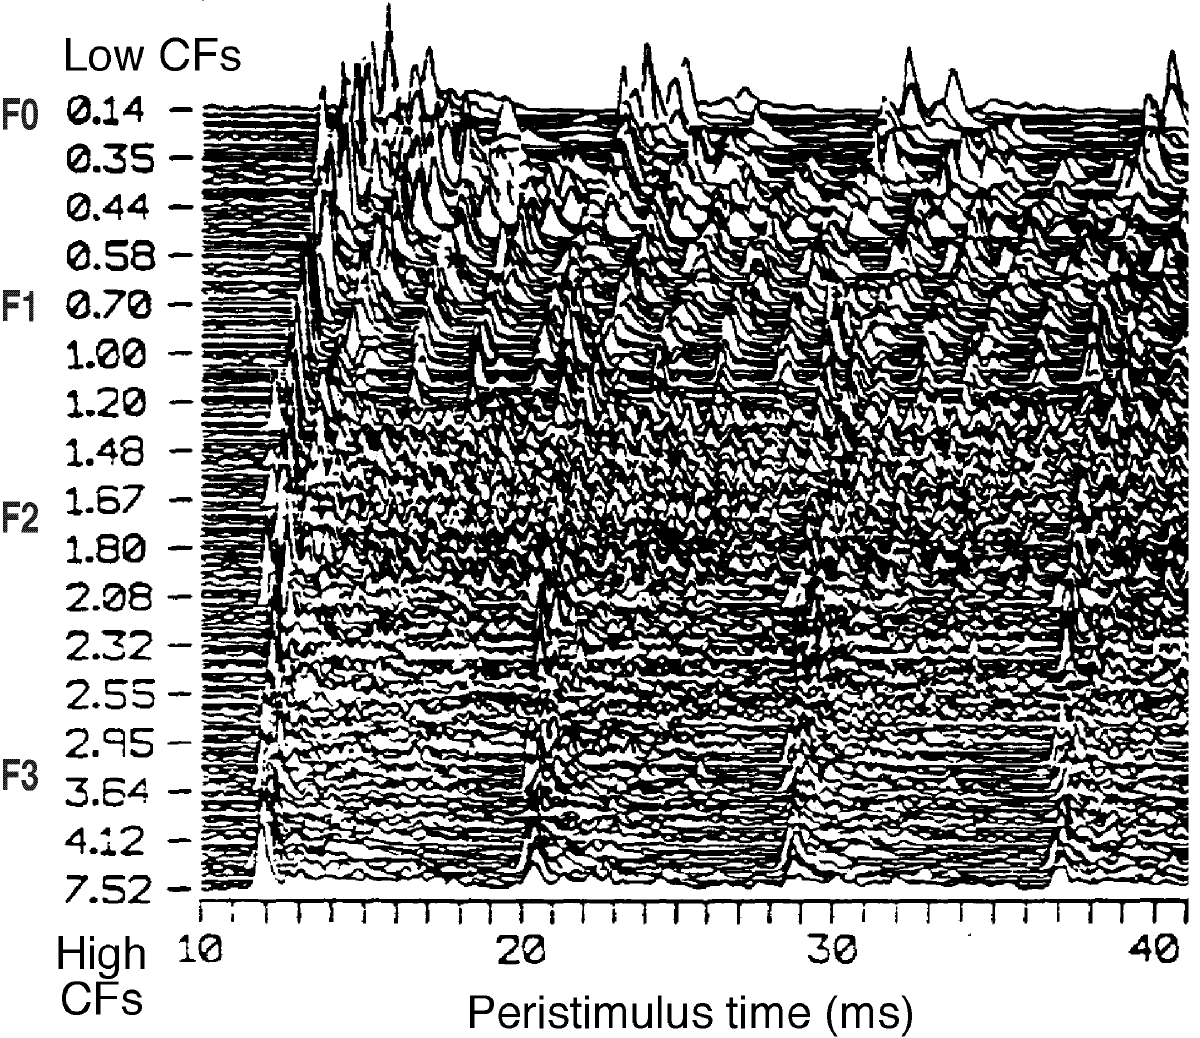 Low CFs
F0 0.14
0.35
0.44
0.58
F1 0.70
1.00
1.20
1.48
F2 1.67
1.80
2.08
2.32
2.55
2.95
F3 3.64
4.12
7.52
High CFs 10 20 30 40
Peristimulus time (ms)